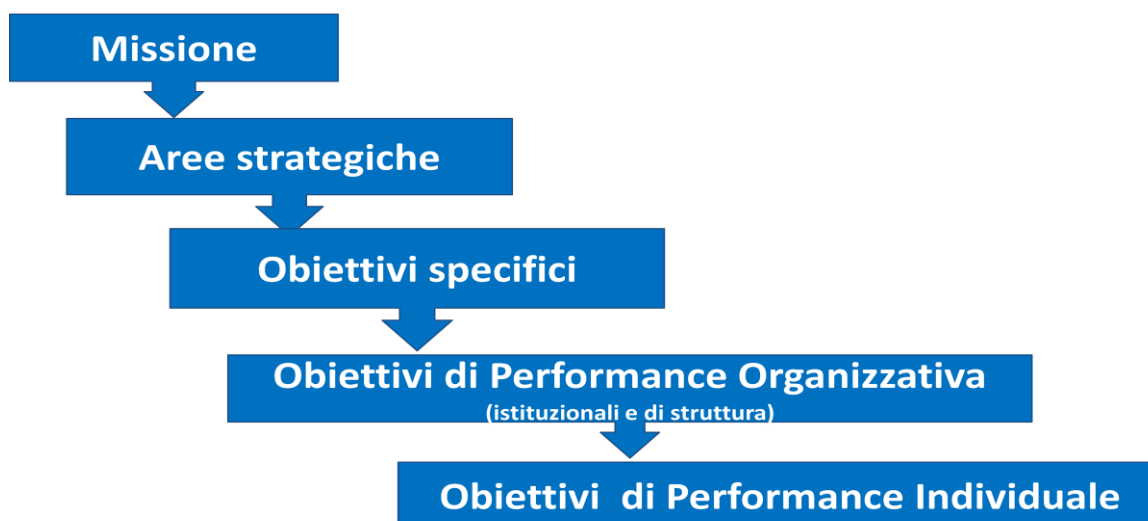 Missione
Aree strategiche
Obiettivi specifici
Obiettivi di Performance Organizzativa
(istituzionali e di struttura)
Obiettivi di Performance Individuale